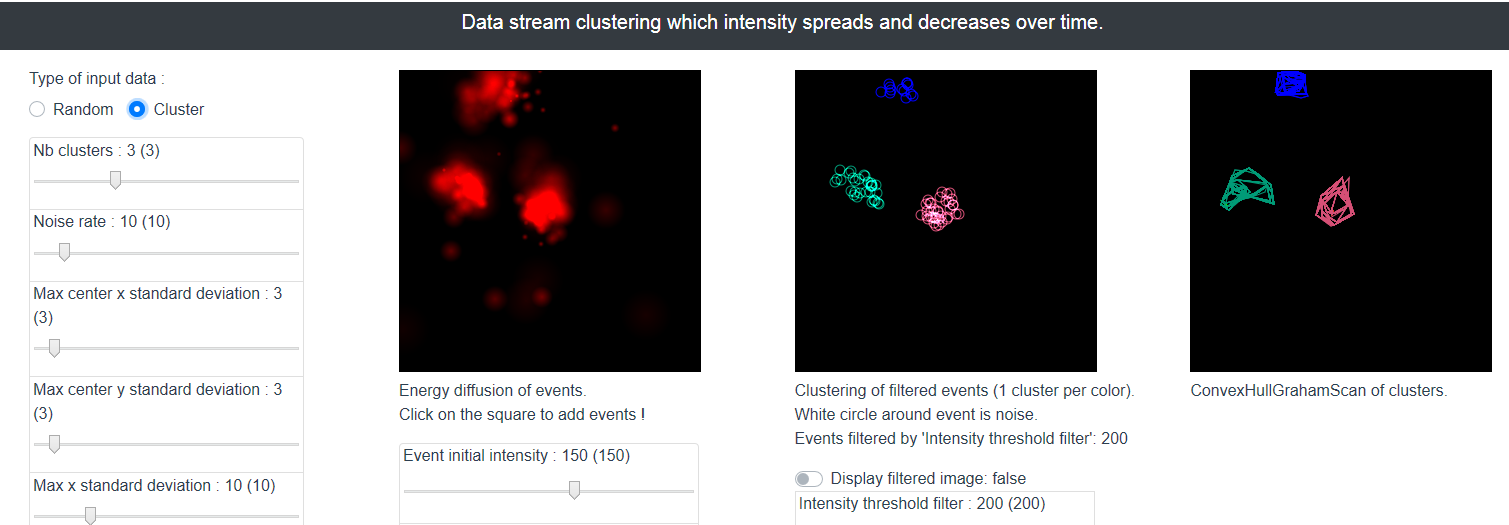 Data stream clustering which intensity spreads and decreases over time.
Type of input data :
Random Cluster
Nb clusters : 3 (3)
Noise rate : 10 (10)
Max center x standard deviation : 3
(3)
Max center y standard deviation : 3
(3)
Max x standard deviation : 10 (10)
Energy diffusion of events.
Click on the square to add events !
Event initial intensity : 150 (150)
Clustering of filtered events (1 cluster per color).
White circle around event is noise.
Events filtered by 'Intensity threshold filter': 200
Display filtered image: false
Intensity threshold filter : 200 (200)
ConvexHullGrahamScan of clusters.